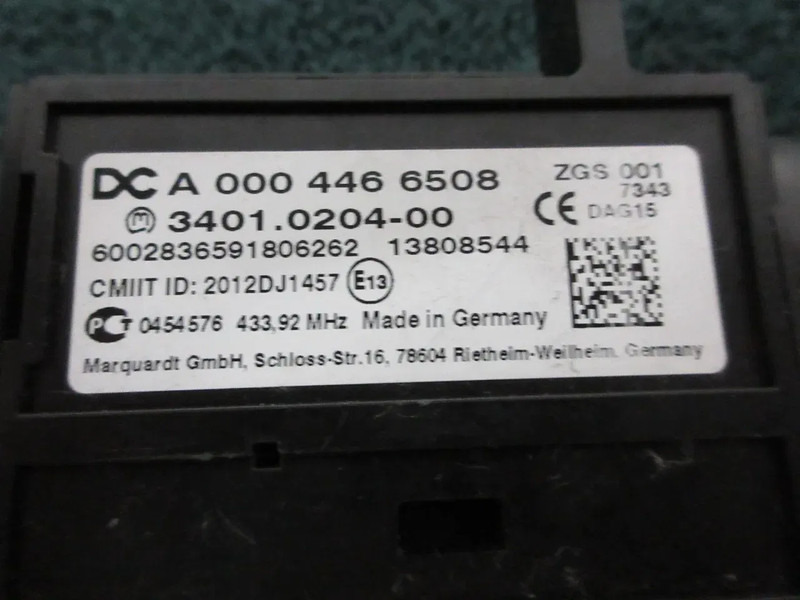 DC A 000 446 6508 ZGS 001
7343
M 3401.0204-00 CE DAG15
6002836591806262 13808544
CMIIT ID: 2012DJ1457 E13
PCT 0454576 433,92 MHz Made in Germany
Marquardt GmbH, Schloss-Str.16, 78604 Rietheim-Weilheim, Germany